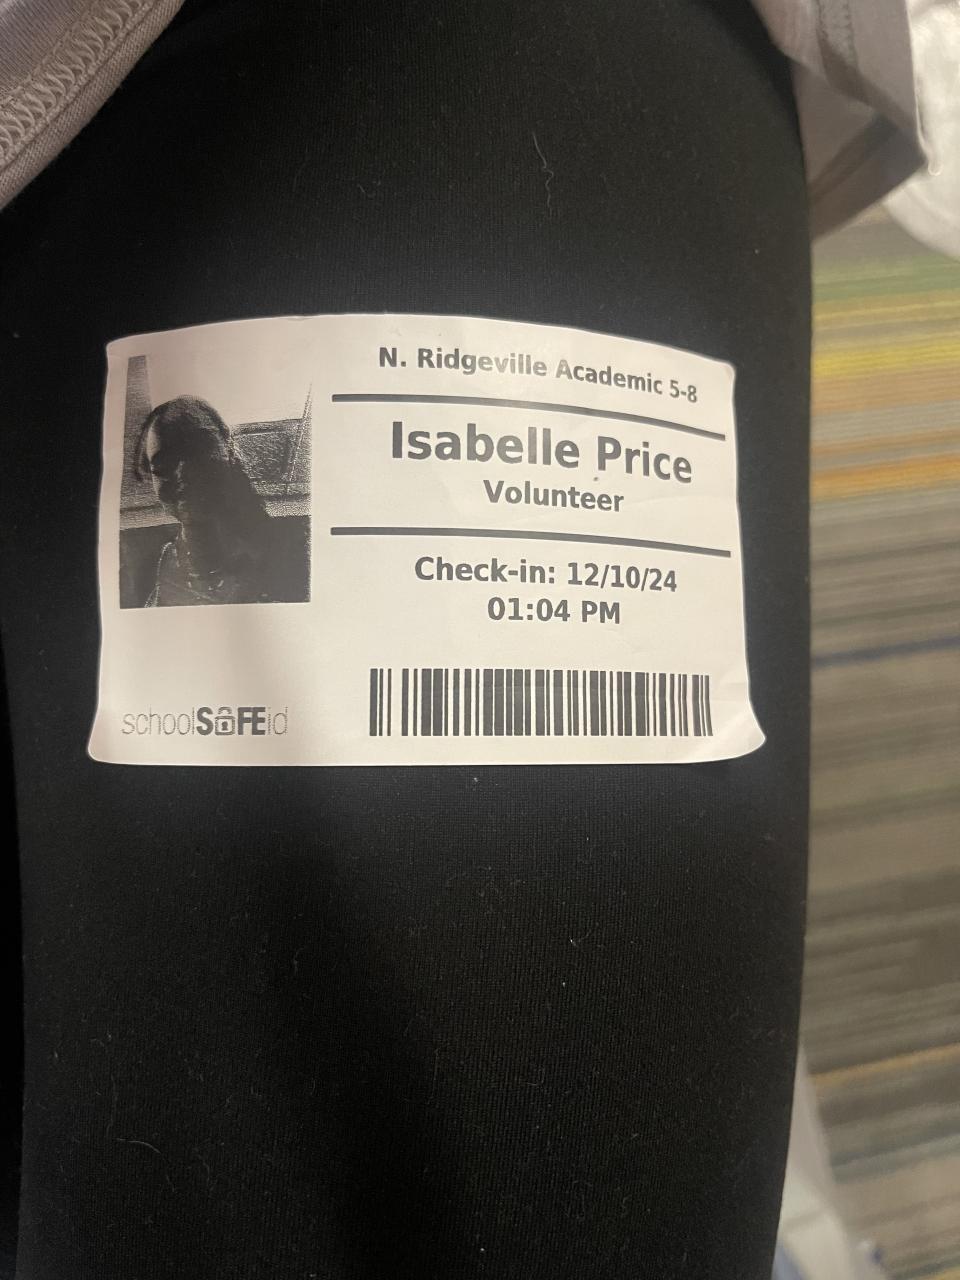 N. Ridgeville Academic 5-8
Isabelle Price
Volunteer
Check-in: 12/10/24
01:04 PM
schoolSAFEid